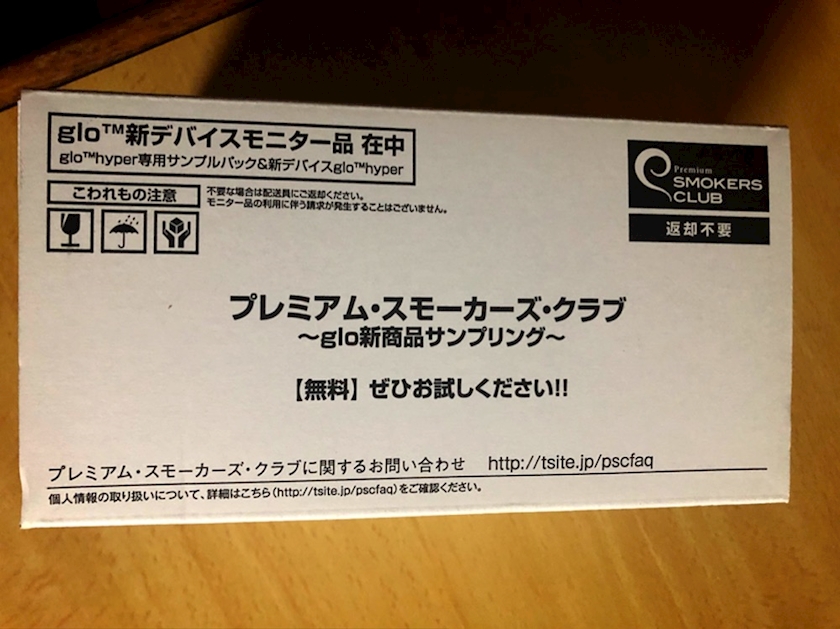 glo™新デバイスモニター品 在中
glo™hyper専用サンプルパック&新デバイスglo™hyper
こわれもの注意
不要な場合は配送員にご返却ください。
モニター品の利用に伴う請求が発生することはございません。
Premium
SMOKERS
CLUB
返却不要
プレミアム・スモーカーズ・クラブ
～glo新商品サンプリング～
【無料】ぜひお試しください!!
プレミアム・スモーカーズ・クラブに関するお問い合わせ http://tsite.jp/pscfaq
個人情報の取り扱いについて、詳細はこちら(http://tsite.jp/pscfaq)をご確認ください。